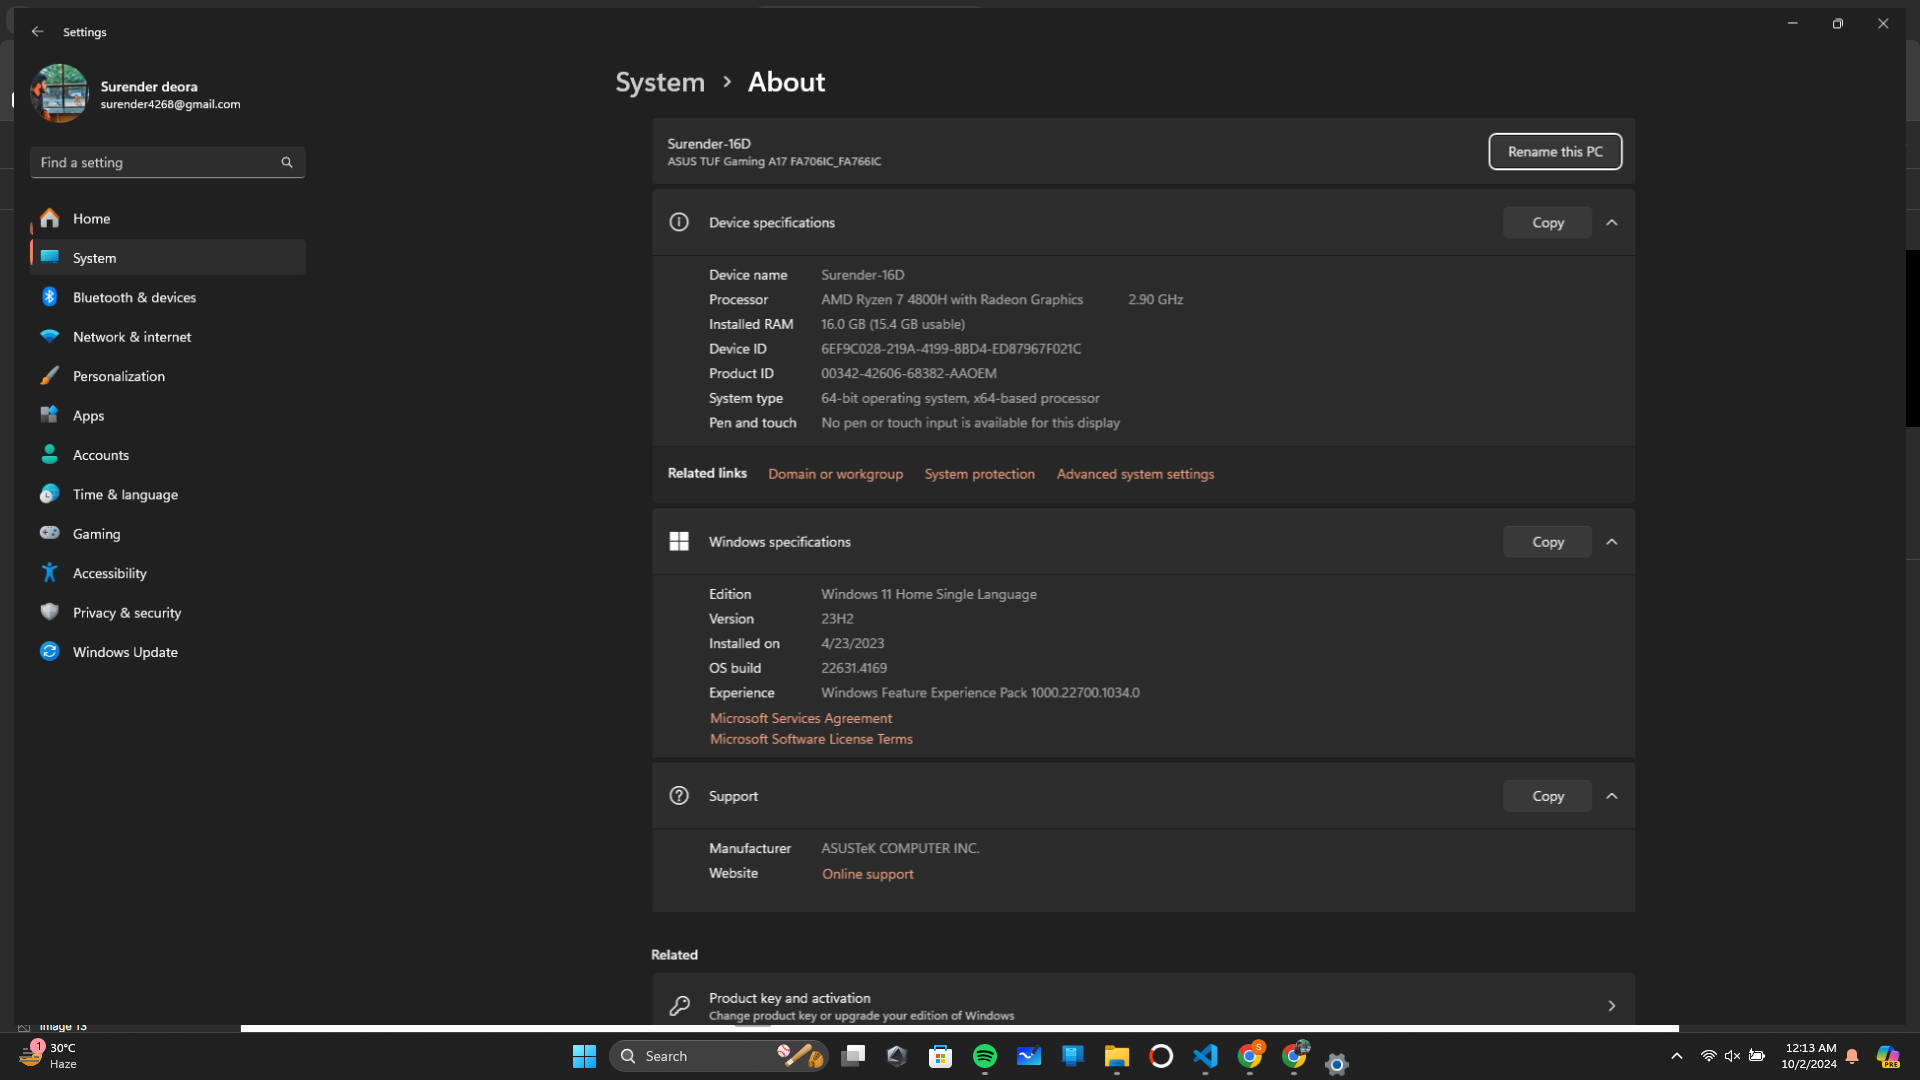 Settings
Surender deora
surender4268@gmail.com
Find a setting
Home
System
Bluetooth & devices
Network & internet
Personalization
Apps
Accounts
Time & language
Gaming
Accessibility
Privacy & security
Windows Update
System > About
Surender-16D
ASUS TUF Gaming A17 FA706IC_FA766IC
Rename this PC
Device specifications Copy
Device name Surender-16D
Processor AMD Ryzen 7 4800H with Radeon Graphics 2.90 GHz
Installed RAM 16.0 GB (15.4 GB usable)
Device ID 6EF9C028-219A-4199-8BD4-ED87967F021C
Product ID 00342-42606-68382-AAOEM
System type 64-bit operating system, x64-based processor
Pen and touch No pen or touch input is available for this display
Related links Domain or workgroup System protection Advanced system settings
Windows specifications Copy
Edition Windows 11 Home Single Language
Version 23H2
Installed on 4/23/2023
OS build 22631.4169
Experience Windows Feature Experience Pack 1000.22700.1034.0
Microsoft Services Agreement
Microsoft Software License Terms
Support Copy
Manufacturer ASUSTeK COMPUTER INC.
Website Online support
Related
Product key and activation
Change product key or upgrade your edition of Windows
Image 13
1
30°C
Haze
Search
S
12:13 AM
10/2/2024
PRE